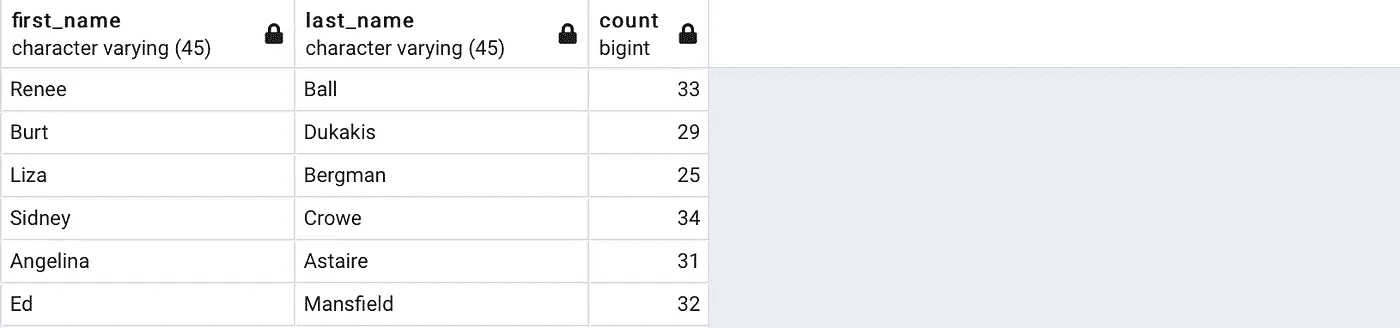 first_name last_name count
character varying (45) character varying (45) bigint
Renee Ball 33
Burt Dukakis 29
Liza Bergman 25
Sidney Crowe 34
Angelina Astaire 31
Ed Mansfield 32